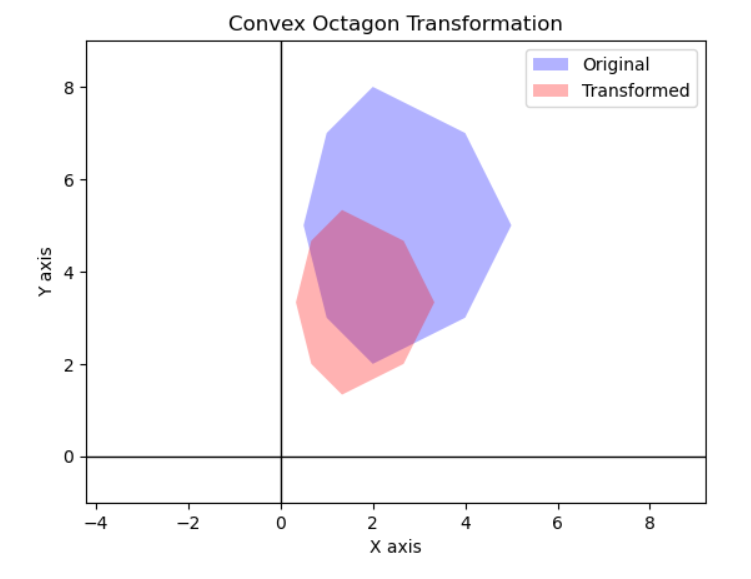 Convex Octagon Transformation
Original
Transformed
8
6
4
2
0
Y axis
−4 −2 0 2 4 6 8
X axis